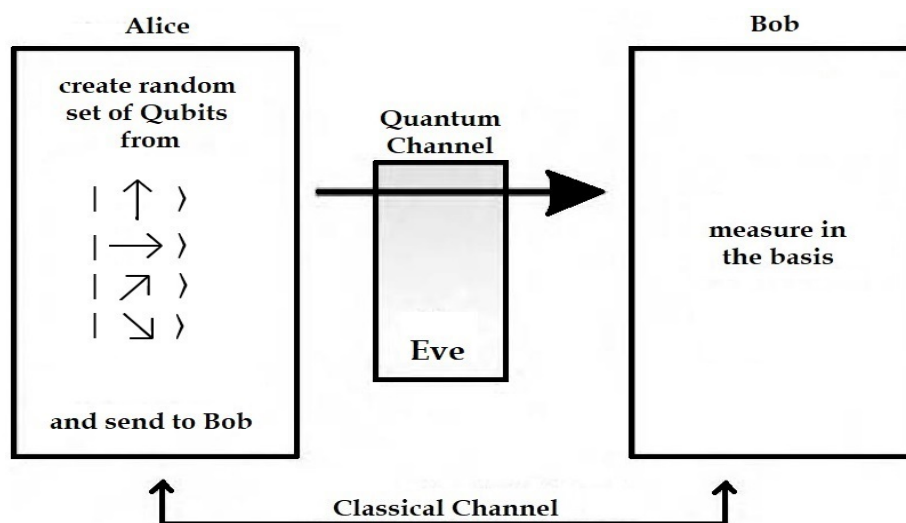 Alice
Bob
create random
set of Qubits
from
| ↑ ⟩
| → ⟩
| ↗ ⟩
| ↘ ⟩
and send to Bob
Quantum
Channel
Eve
measure in
the basis
Classical Channel